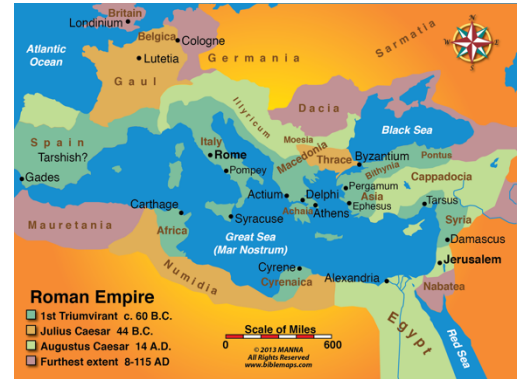 Britain
Londinium
Belgica
Cologne
Atlantic
Ocean
Lutetia
Gaul
Germania
Sarmatia
N
W
E
S
Dacia
Illyricum
Black Sea
Spain
Tarshish?
Gades
Italy
Rome
Pompey
Moesia
Macedonia
Thrace
Byzantium
Bithynia
Pontus
Cappadocia
Pergamum
Asia
Ephesus
Tarsus
Actium
Delphi
Achaia
Athens
Carthage
Syracuse
Mauretania
Africa
Great Sea
(Mar Nostrum)
Syria
Damascus
Jerusalem
Numidia
Cyrene
Cyrenaica
Alexandria
Nabatea
Egypt
Red Sea
Roman Empire
1st Triumvirant c. 60 B.C.
Julius Caesar 44 B.C.
Augustus Caesar 14 A.D.
Furthest extent 8-115 AD
Scale of Miles
0 600
© 2013 MANNA
All Rights Reserved
www.biblemaps.com